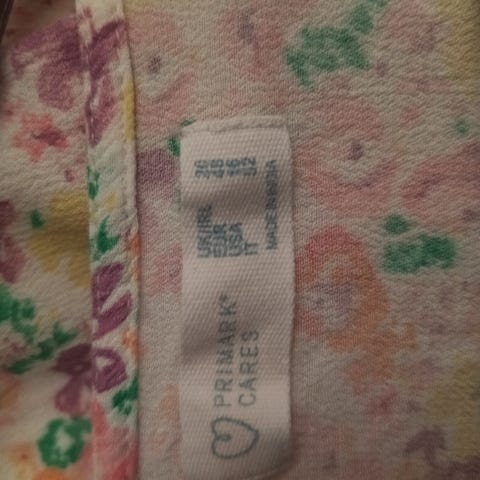 PRIMARK®
CARES
UK/IRL 20
EUR 48
USA 16
IT 52
MADE IN INDIA